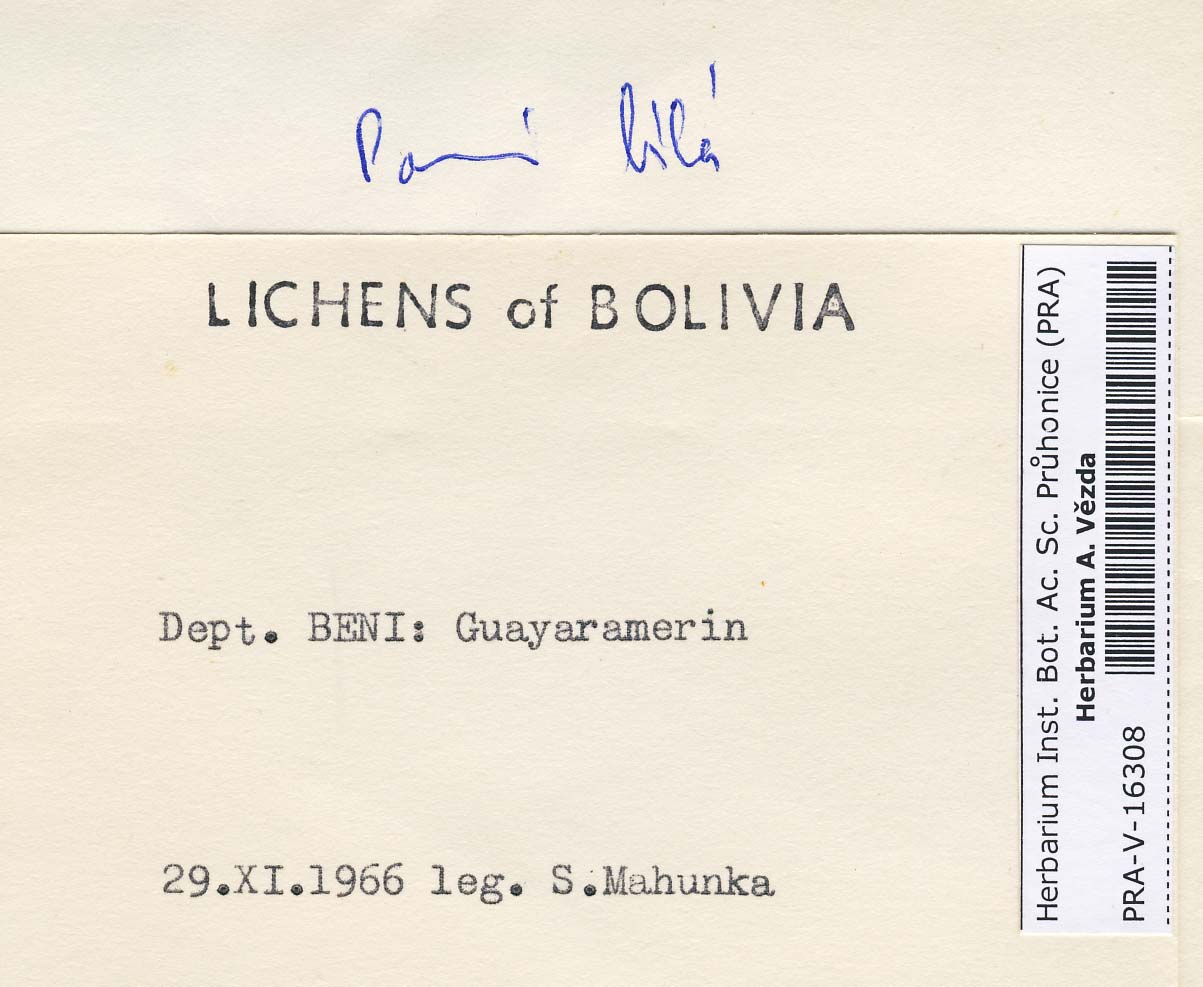 LICHENS of BOLIVIA
Dept. BENI: Guayaramerin
29.XI.1966 leg. S.Mahunka
Herbarium Inst. Bot. Ac. Sc. Průhonice (PRA)
Herbarium A. Vězda
PRA-V-16308